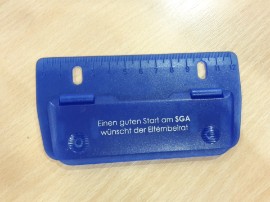 Einen guten Start am SGA
wünscht der Elternbeirat